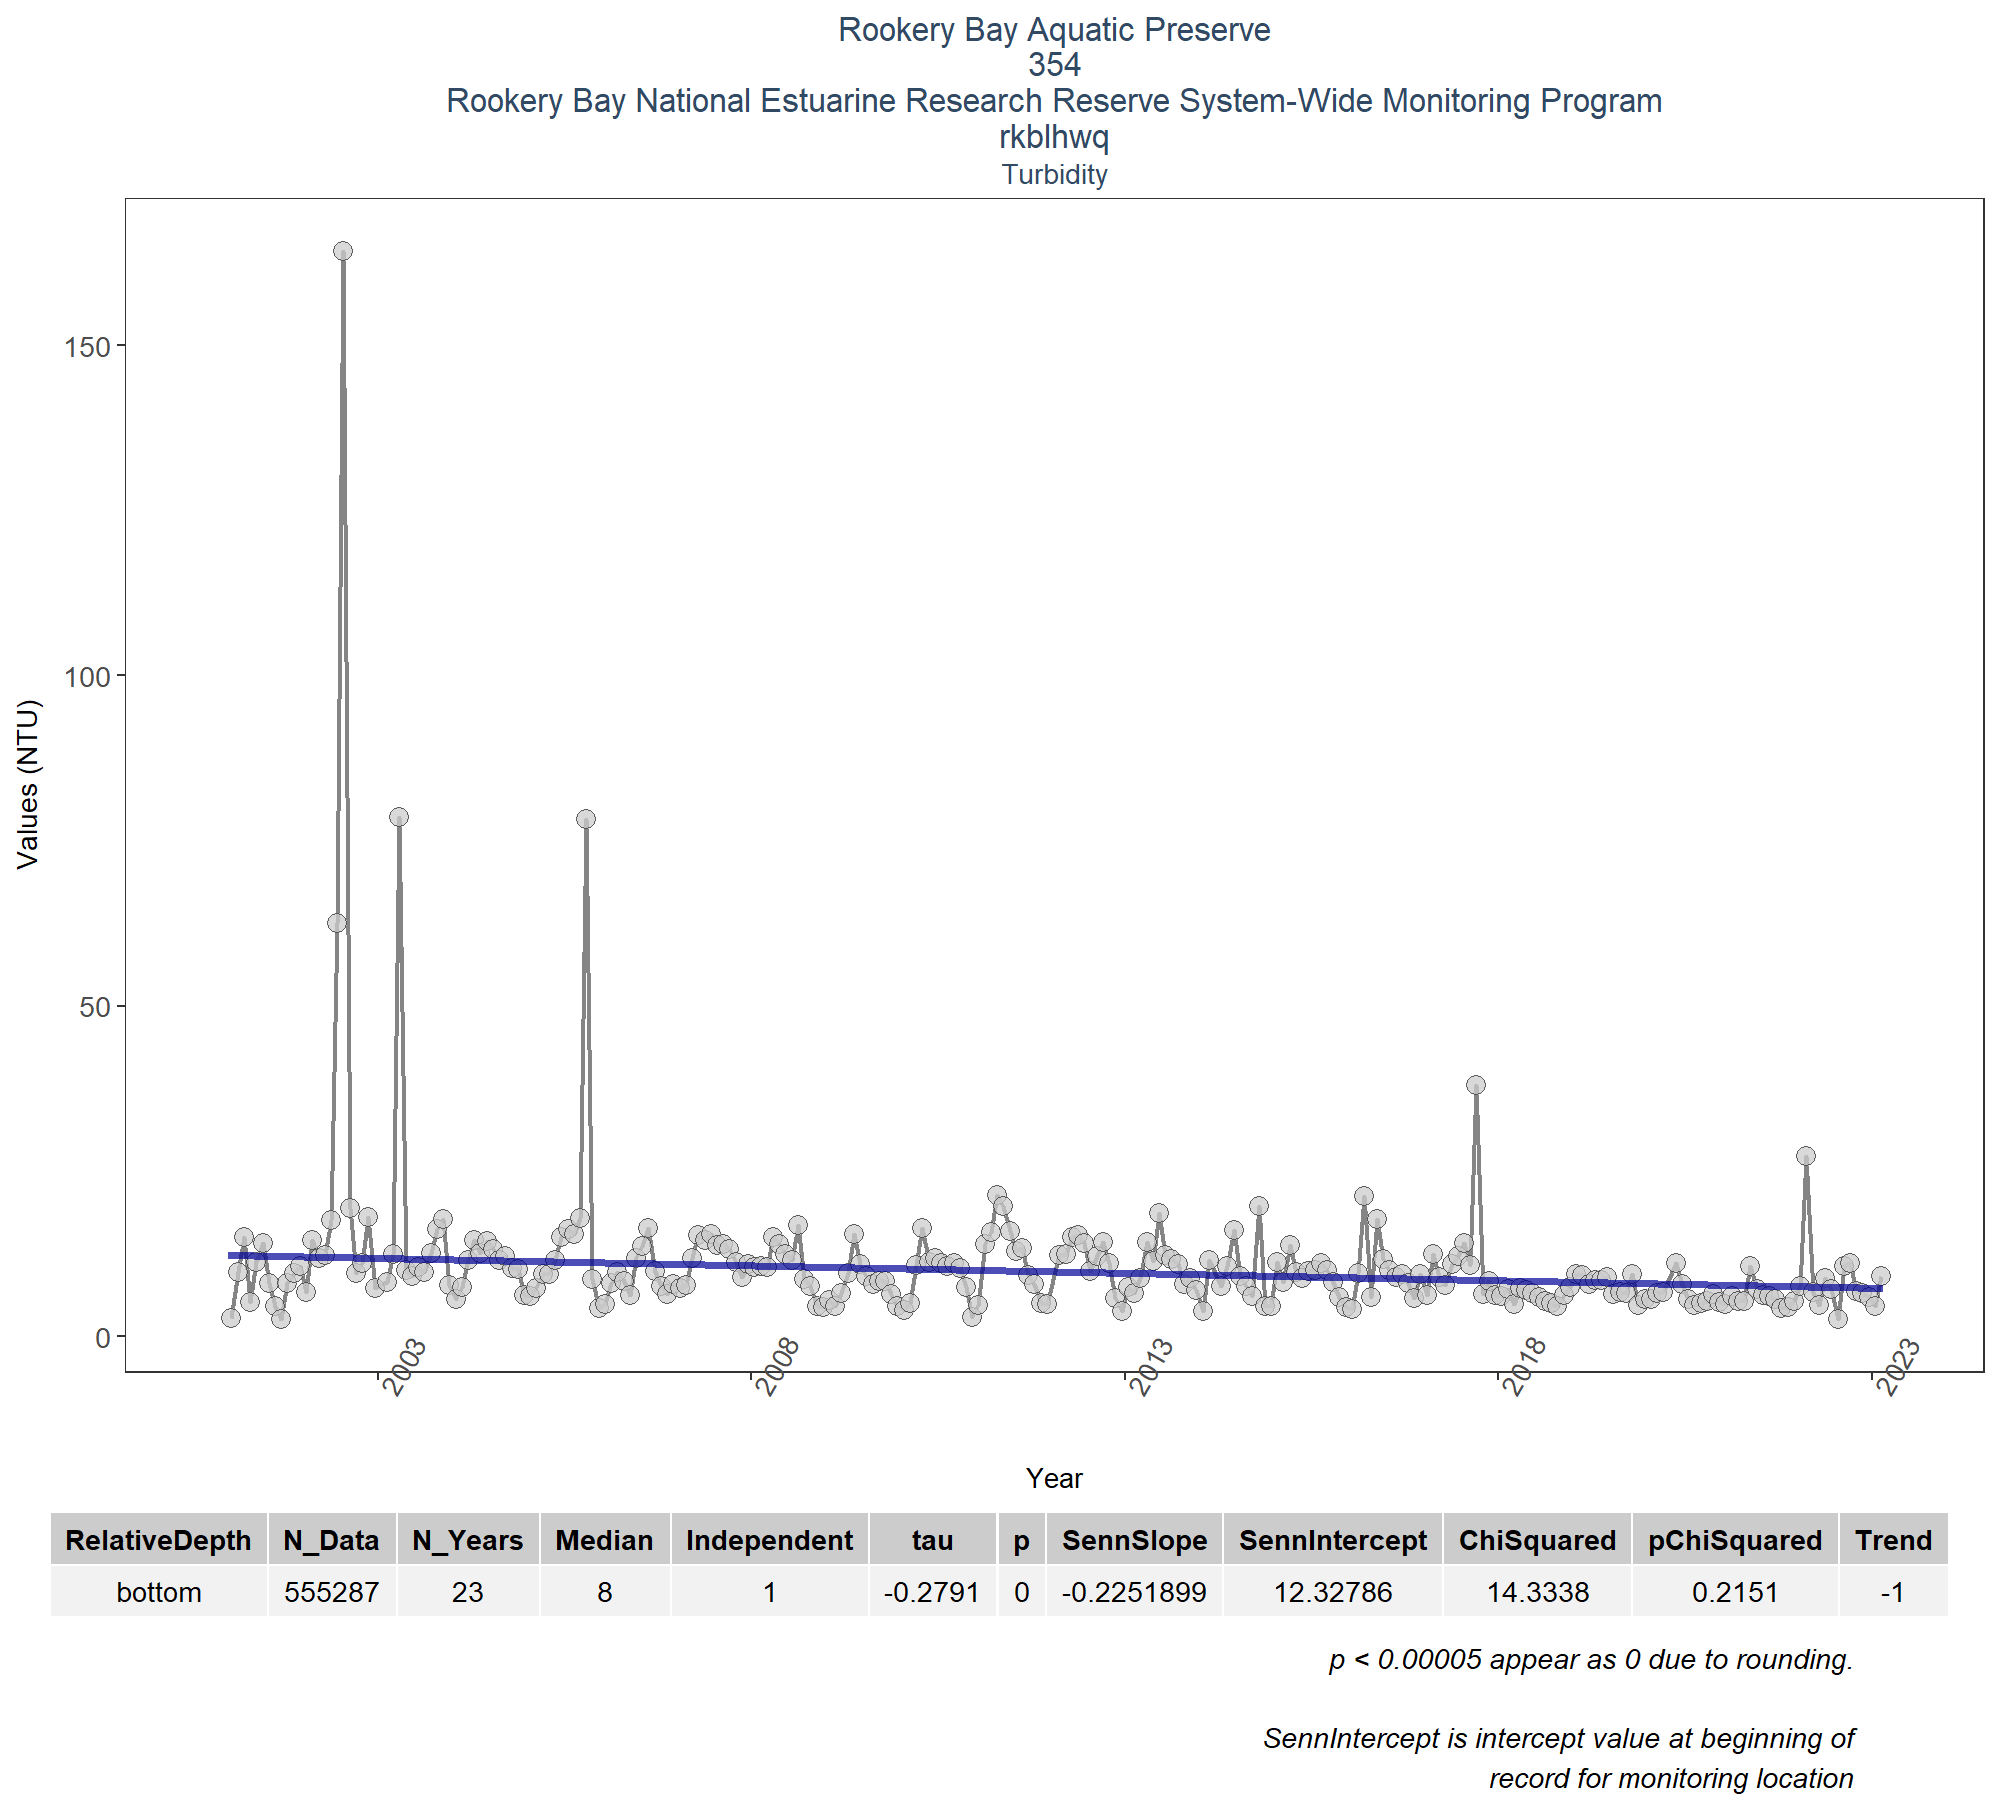 Rookery Bay Aquatic Preserve
354
Rookery Bay National Estuarine Research Reserve System-Wide Monitoring Program
rkblhwq
Turbidity
Values (NTU)
150
100
50
0
2003 2008 2013 2018 2023
Year
RelativeDepth N_Data N_Years Median Independent tau p SennSlope SennIntercept ChiSquared pChiSquared Trend
bottom 555287 23 8 1 -0.2791 0 -0.2251899 12.32786 14.3338 0.2151 -1
p < 0.00005 appear as 0 due to rounding.
SennIntercept is intercept value at beginning of
record for monitoring location